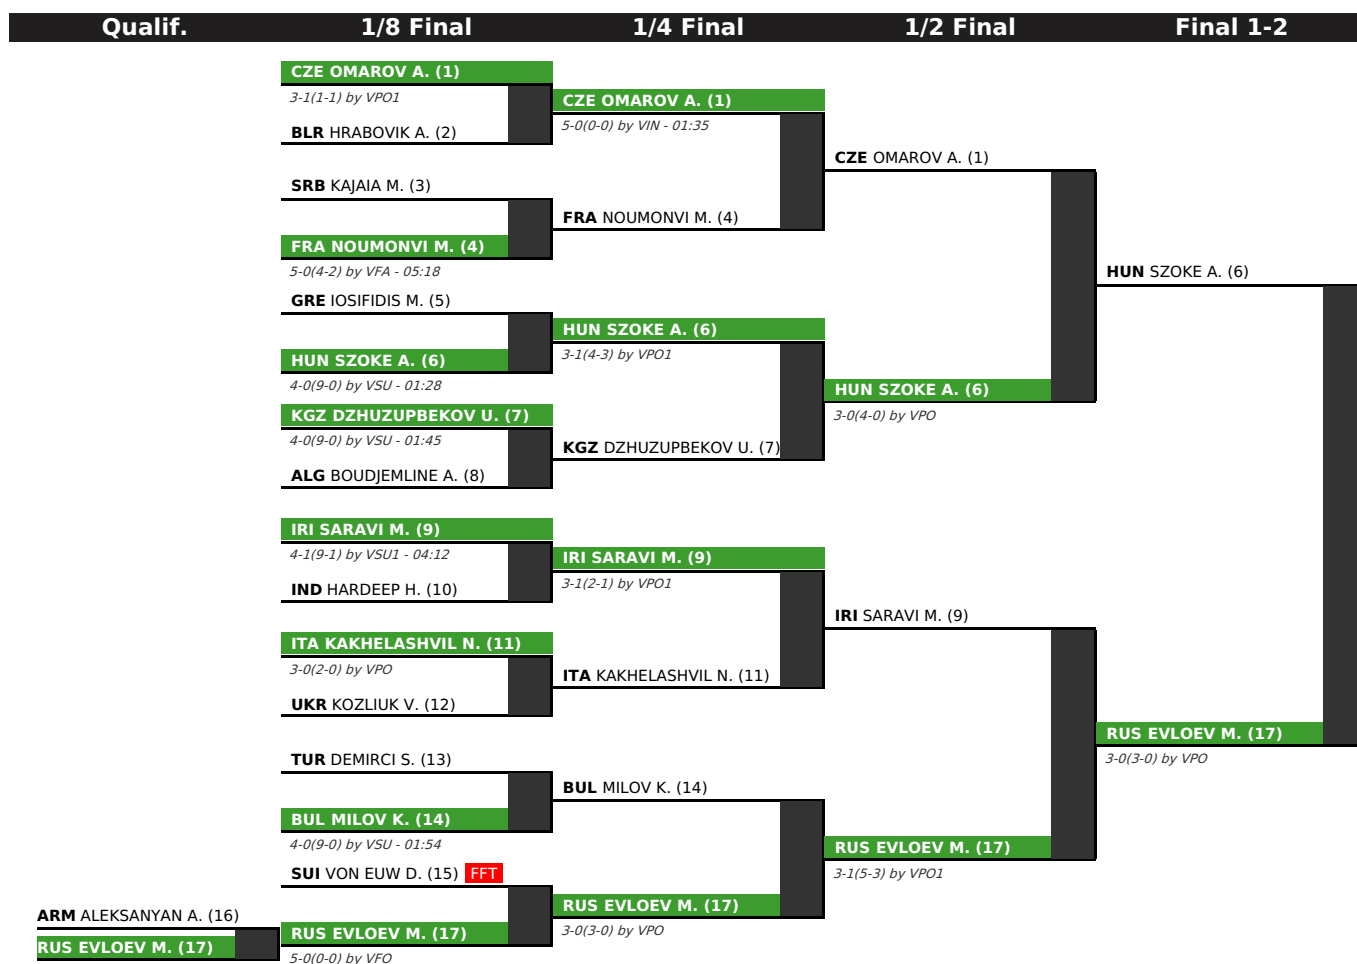 Qualif.
1/8 Final
1/4 Final
1/2 Final
Final 1-2
CZE OMAROV A. (1)
3-1(1-1) by VPO1
BLR HRABOVIK A. (2)
SRB KAJAIA M. (3)
FRA NOUMONVI M. (4)
5-0(4-2) by VFA - 05:18
GRE IOSIFIDIS M. (5)
HUN SZOKE A. (6)
4-0(9-0) by VSU - 01:28
KGZ DZHUZUPBEKOV U. (7)
4-0(9-0) by VSU - 01:45
ALG BOUDJEMLINE A. (8)
IRI SARAVI M. (9)
4-1(9-1) by VSU1 - 04:12
IND HARDEEP H. (10)
ITA KAKHELASHVIL N. (11)
3-0(2-0) by VPO
UKR KOZLIUK V. (12)
TUR DEMIRCI S. (13)
BUL MILOV K. (14)
4-0(9-0) by VSU - 01:54
SUI VON EUW D. (15) FFT
RUS EVLOEV M. (17)
5-0(0-0) by VFO
ARM ALEKSANYAN A. (16)
RUS EVLOEV M. (17)
CZE OMAROV A. (1)
5-0(0-0) by VIN - 01:35
FRA NOUMONVI M. (4)
HUN SZOKE A. (6)
3-1(4-3) by VPO1
KGZ DZHUZUPBEKOV U. (7)
IRI SARAVI M. (9)
3-1(2-1) by VPO1
ITA KAKHELASHVIL N. (11)
BUL MILOV K. (14)
RUS EVLOEV M. (17)
3-0(3-0) by VPO
CZE OMAROV A. (1)
HUN SZOKE A. (6)
3-0(4-0) by VPO
IRI SARAVI M. (9)
RUS EVLOEV M. (17)
3-1(5-3) by VPO1
HUN SZOKE A. (6)
RUS EVLOEV M. (17)
3-0(3-0) by VPO